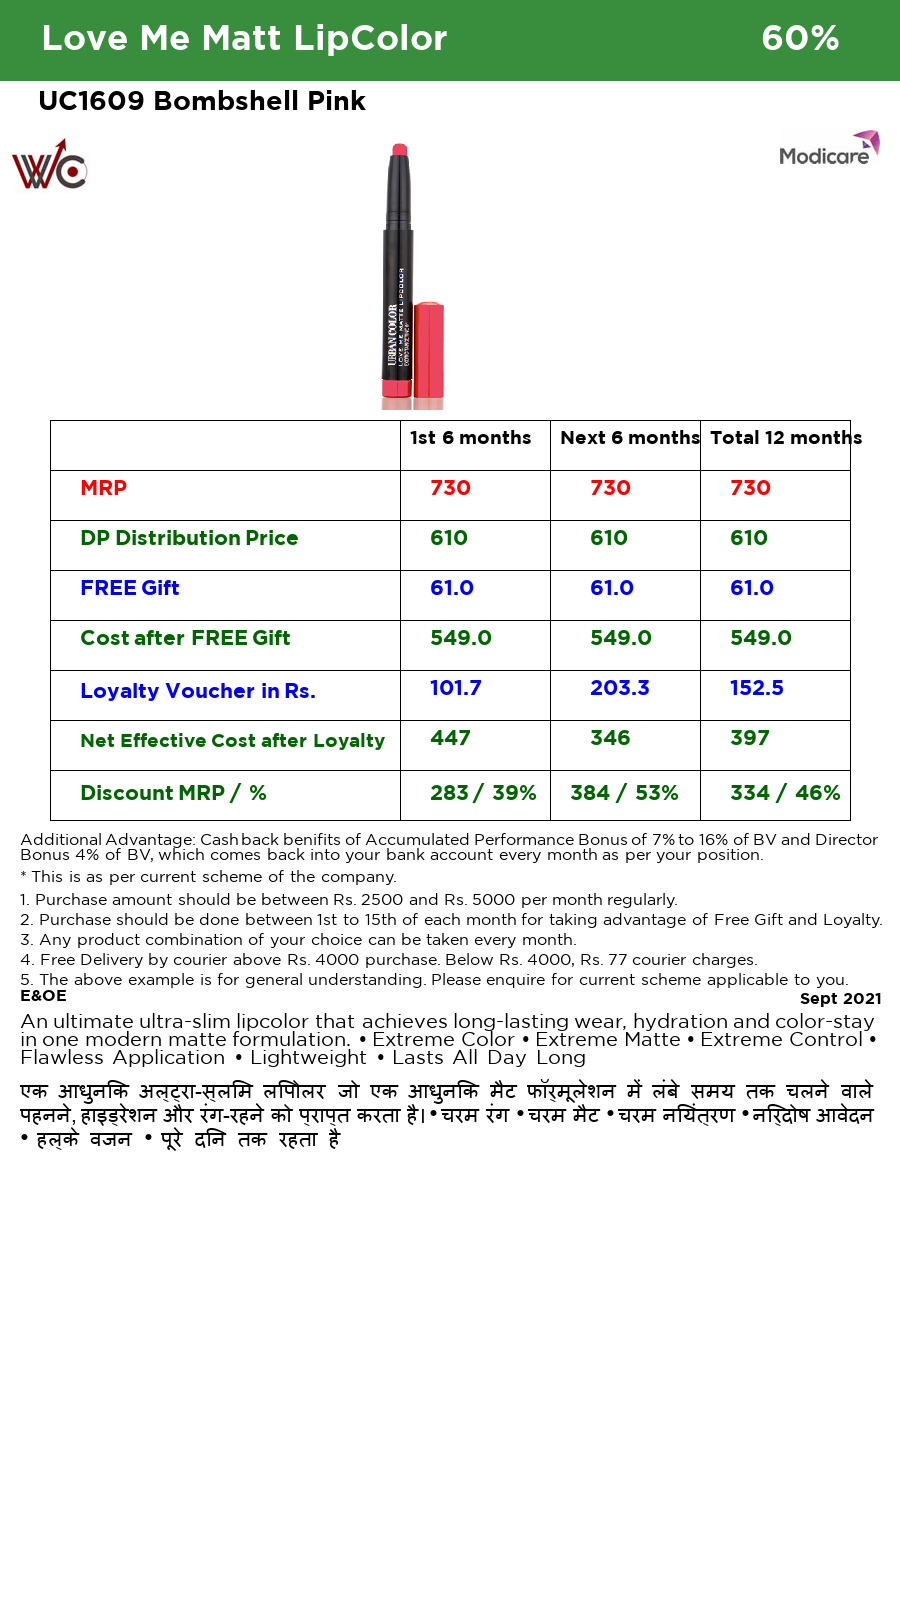 Love Me Matt LipColor 60%
UC1609 Bombshell Pink
WC
Modicare
URBAN COLOR
LOVE ME MATTE LIPCOLOR
1st 6 months Next 6 months Total 12 months
MRP 730 730 730
DP Distribution Price 610 610 610
FREE Gift 61.0 61.0 61.0
Cost after FREE Gift 549.0 549.0 549.0
Loyalty Voucher in Rs. 101.7 203.3 152.5
Net Effective Cost after Loyalty 447 346 397
Discount MRP / % 283 / 39% 384 / 53% 334 / 46%
Additional Advantage: Cashback benifits of Accumulated Performance Bonus of 7% to 16% of BV and Director
Bonus 4% of BV, which comes back into your bank account every month as per your position.
* This is as per current scheme of the company.
1. Purchase amount should be between Rs. 2500 and Rs. 5000 per month regularly.
2. Purchase should be done between 1st to 15th of each month for taking advantage of Free Gift and Loyalty.
3. Any product combination of your choice can be taken every month.
4. Free Delivery by courier above Rs. 4000 purchase. Below Rs. 4000, Rs. 77 courier charges.
5. The above example is for general understanding. Please enquire for current scheme applicable to you.
E&OE
Sept 2021
An ultimate ultra-slim lipcolor that achieves long-lasting wear, hydration and color-stay
in one modern matte formulation. • Extreme Color • Extreme Matte • Extreme Control •
Flawless Application • Lightweight • Lasts All Day Long
एक आधुनिक अल्ट्रा-स्लिम लिपौलर जो एक आधुनिक मैट फॉर्मूलेशन में लंबे समय तक चलने वाले
पहनने, हाइड्रेशन और रंग-रहने को प्राप्त करता है। • चरम रंग • चरम मैट • चरम नियंत्रण • निर्दोष आवेदन
• हल्के वजन • पूरे दिन तक रहता है